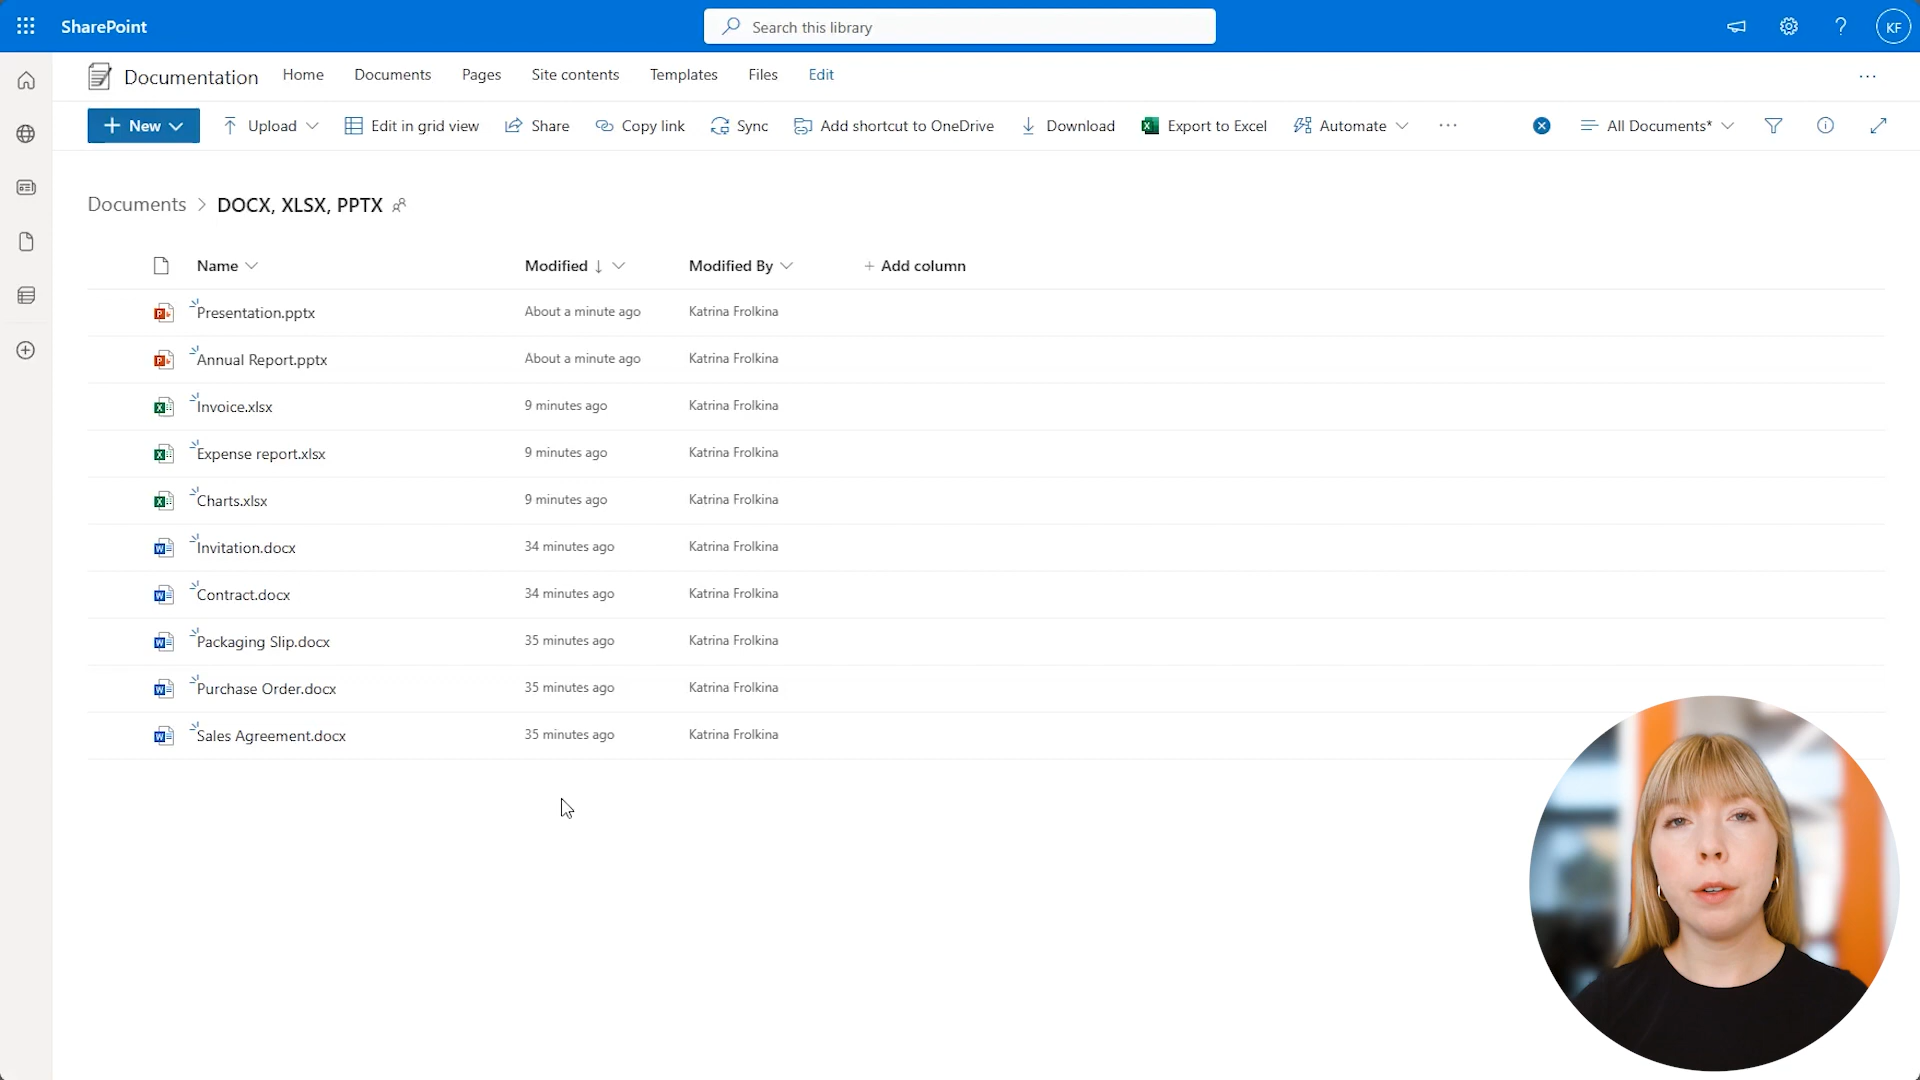 SharePoint
Search this library
KF
Documentation Home Documents Pages Site contents Templates Files Edit
New Upload Edit in grid view Share Copy link Sync Add shortcut to OneDrive Download Export to Excel Automate All Documents*
Documents > DOCX, XLSX, PPTX
Name Modified ↓ Modified By + Add column
Presentation.pptx About a minute ago Katrina Frolkina
Annual Report.pptx About a minute ago Katrina Frolkina
Invoice.xlsx 9 minutes ago Katrina Frolkina
Expense report.xlsx 9 minutes ago Katrina Frolkina
Charts.xlsx 9 minutes ago Katrina Frolkina
Invitation.docx 34 minutes ago Katrina Frolkina
Contract.docx 34 minutes ago Katrina Frolkina
Packaging Slip.docx 35 minutes ago Katrina Frolkina
Purchase Order.docx 35 minutes ago Katrina Frolkina
Sales Agreement.docx 35 minutes ago Katrina Frolkina